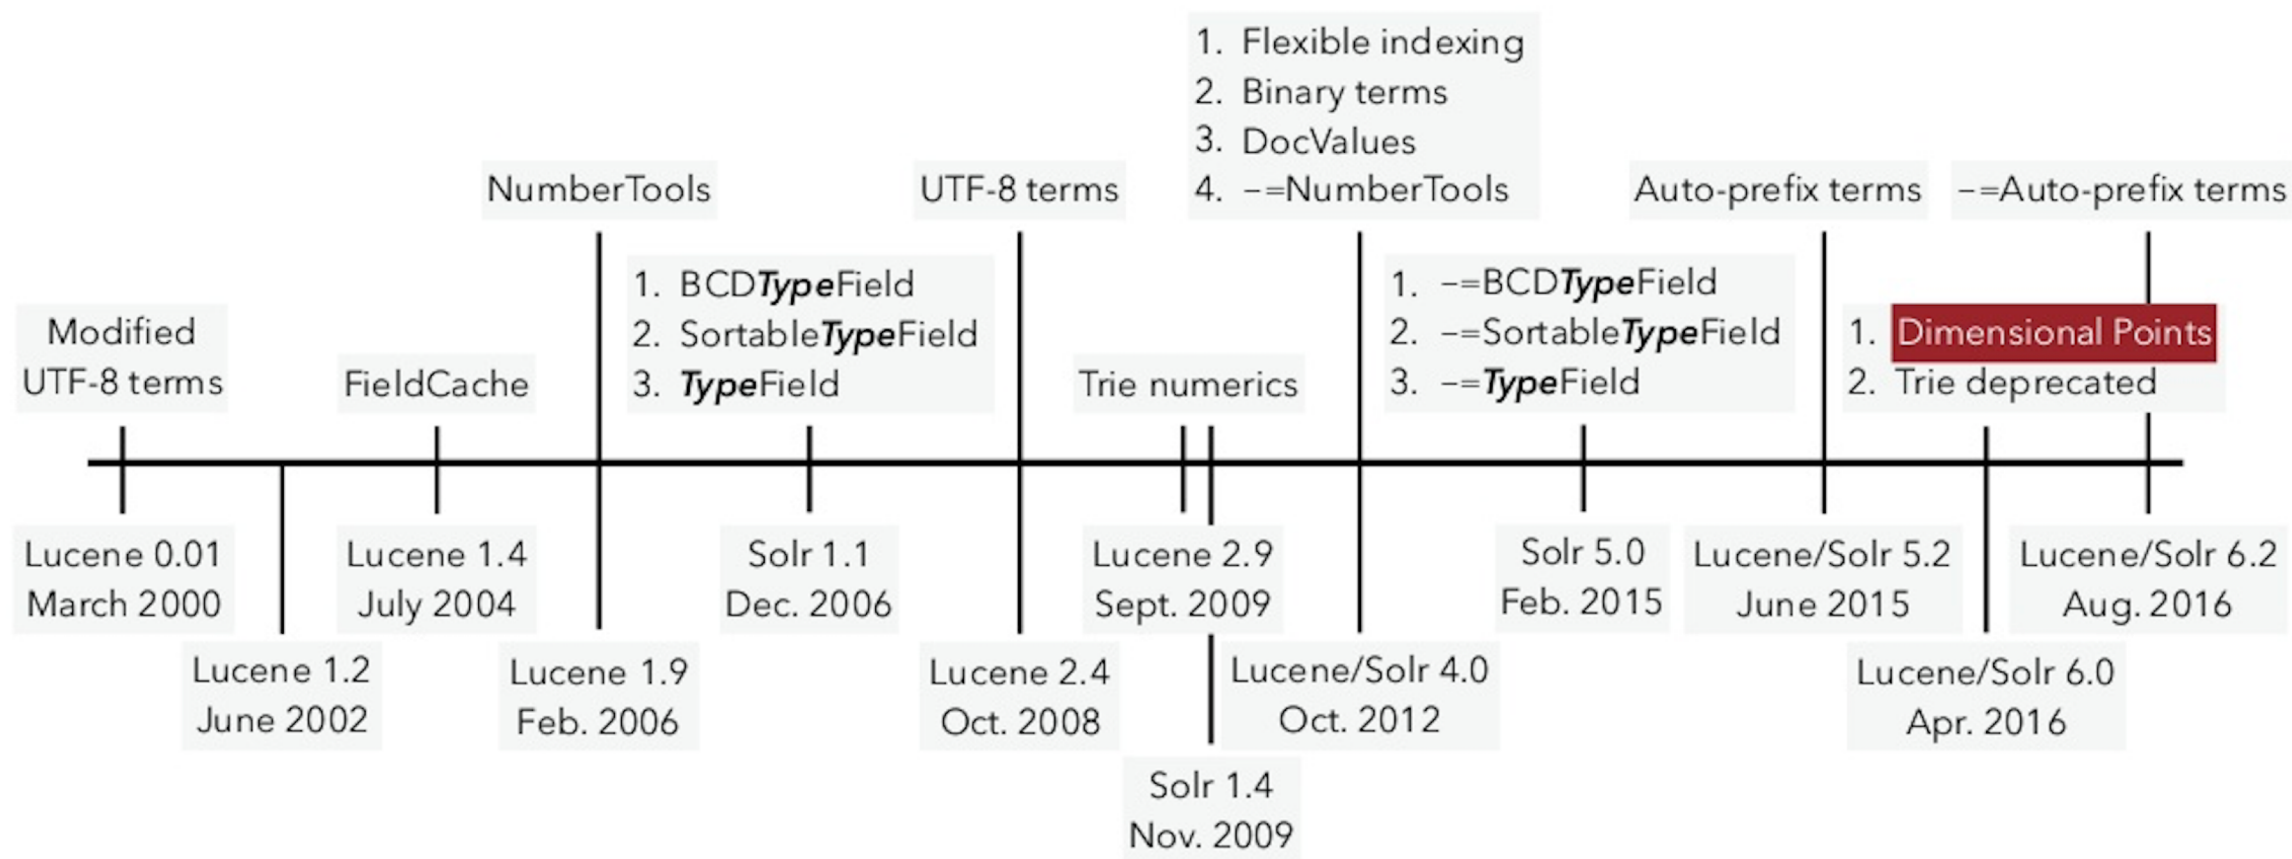 1. Flexible indexing
2. Binary terms
3. DocValues
4. −=NumberTools
NumberTools
UTF-8 terms
Auto-prefix terms
−=Auto-prefix terms
Modified
UTF-8 terms
FieldCache
1. BCDTypeField
2. SortableTypeField
3. TypeField
Trie numerics
1. −=BCDTypeField
2. −=SortableTypeField
3. −=TypeField
1. Dimensional Points
2. Trie deprecated
Lucene 0.01
March 2000
Lucene 1.2
June 2002
Lucene 1.4
July 2004
Lucene 1.9
Feb. 2006
Solr 1.1
Dec. 2006
Lucene 2.4
Oct. 2008
Lucene 2.9
Sept. 2009
Solr 1.4
Nov. 2009
Lucene/Solr 4.0
Oct. 2012
Solr 5.0
Feb. 2015
Lucene/Solr 5.2
June 2015
Lucene/Solr 6.0
Apr. 2016
Lucene/Solr 6.2
Aug. 2016